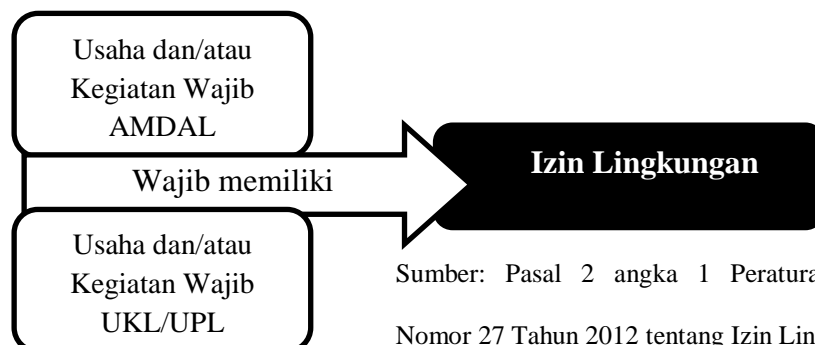 Usaha dan/atau
Kegiatan Wajib
AMDAL
Wajib memiliki
Izin Lingkungan
Usaha dan/atau
Kegiatan Wajib
UKL/UPL
Sumber: Pasal 2 angka 1
Nomor 27 Tahun 2012 tentang Izin